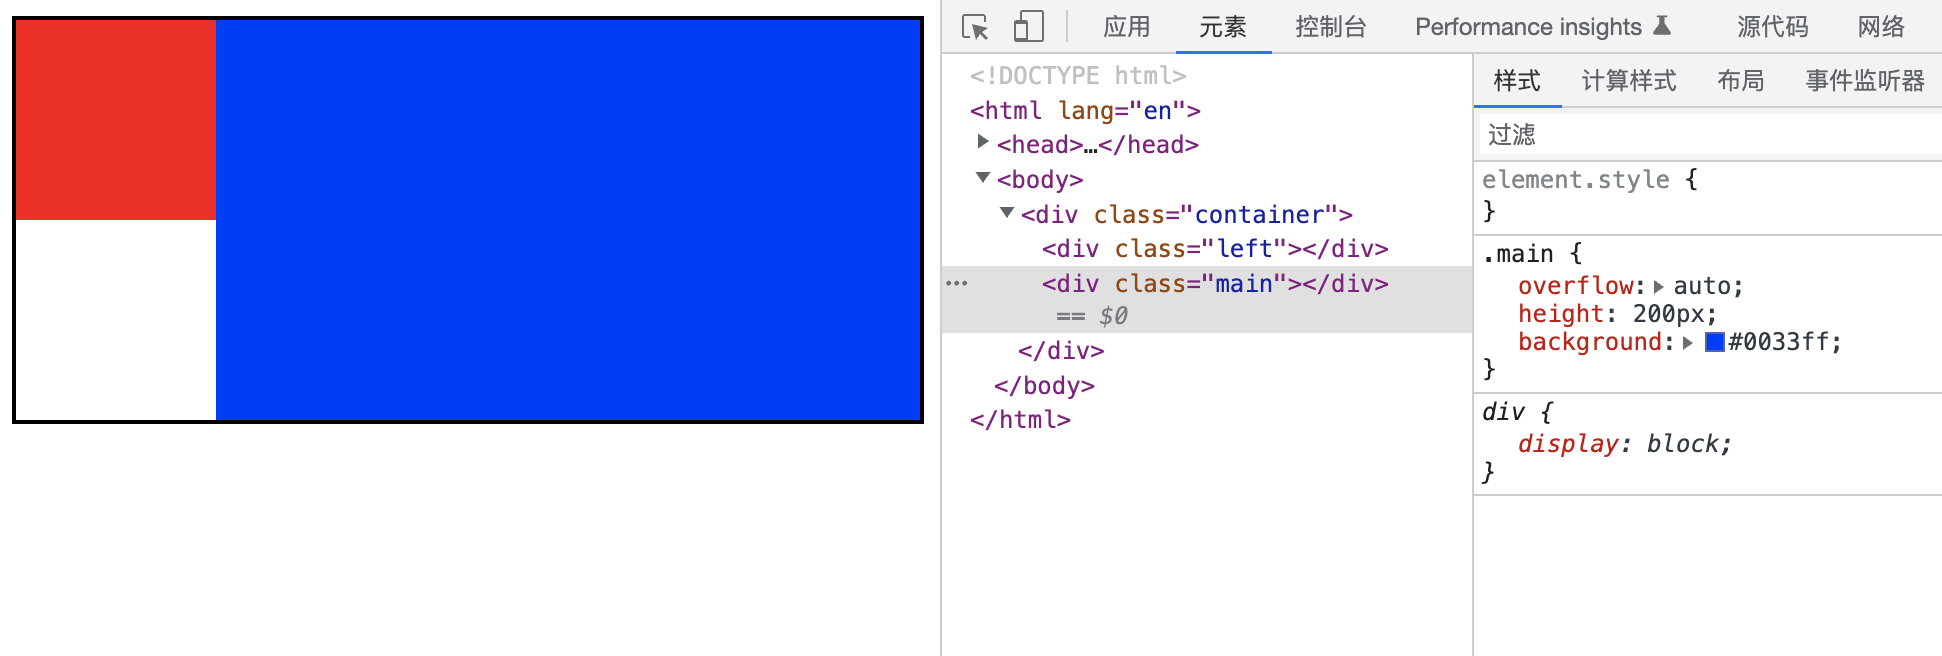 应用 元素 控制台 Performance insights 源代码 网络
<!DOCTYPE html>
<html lang="en">
<head>…</head>
<body>
<div class="container">
<div class="left"></div>
<div class="main"></div>
== $0
</div>
</body>
</html>
样式 计算样式 布局 事件监听器
过滤
element.style {
}
.main {
overflow: auto;
height: 200px;
background: #0033ff;
}
div {
display: block;
}